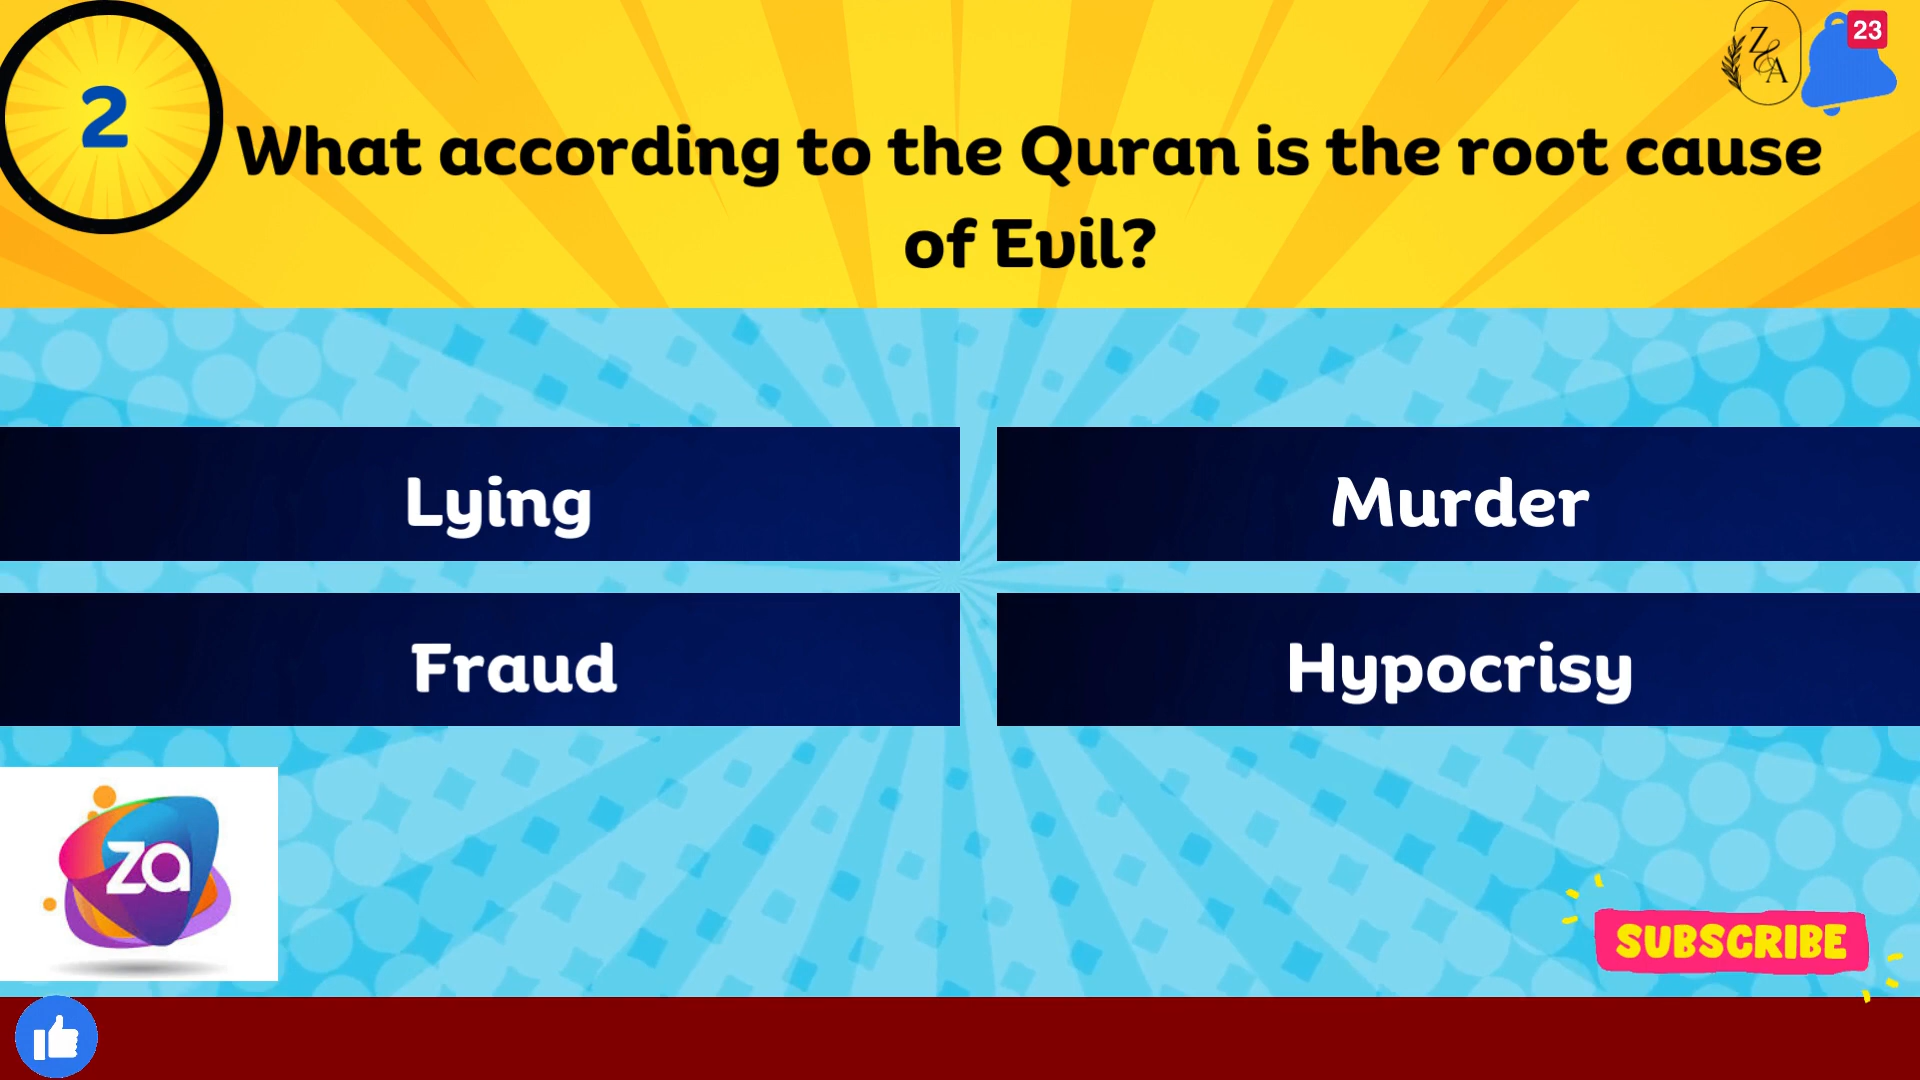 23
Z&A
2
What according to the Quran is the root cause
of Evil?
Lying
Murder
Fraud
Hypocrisy
za
SUBSCRIBE